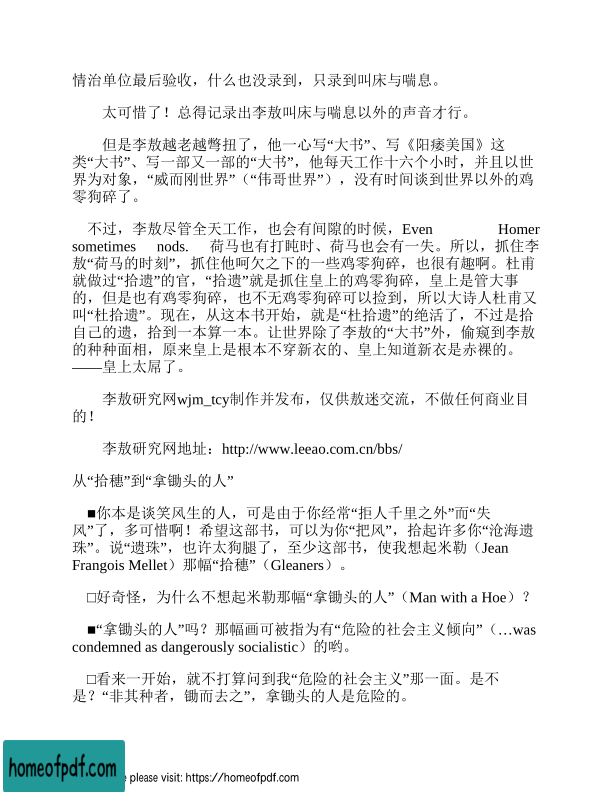 情治单位最后验收，什么也没录到，只录到叫床与喘息。
太可惜了！总得记录出李敖叫床与喘息以外的声音才行。
但是李敖越老越彆扭了，他一心写“大书”、写《阳痿美国》这
类“大书”、写一部又一部的“大书”，他每天工作十六个小时，并且以世
界为对象，“威而刚世界”（“伟哥世界”），没有时间谈到世界以外的鸡
零狗碎了。
不过，李敖尽管全天工作，也会有间隙的时候，Even Homer
sometimes nods. 荷马也有打盹时、荷马也会有一失。所以，抓住李
敖“荷马的时刻”，抓住他呵欠之下的一些鸡零狗碎，也很有趣啊。杜甫
就做过“拾遗”的官，“拾遗”就是抓住皇上的鸡零狗碎，皇上是管大事
的，但是也有鸡零狗碎，也不无鸡零狗碎可以捡到，所以大诗人杜甫又
叫“杜拾遗”。现在，从这本书开始，就是“杜拾遗”的绝活了，不过是拾
自己的遗，拾到一本算一本。让世界除了李敖的“大书”外，偷窥到李敖
的种种面相，原来皇上是根本不穿新衣的、皇上知道新衣是赤裸的。
——皇上太屌了。
李敖研究网wjm_tcy制作并发布，仅供敖迷交流，不做任何商业目
的！
李敖研究网地址：http://www.leeao.com.cn/bbs/
从“拾穗”到“拿锄头的人”
■你本是谈笑风生的人，可是由于你经常“拒人千里之外”而“失
风”了，多可惜啊！希望这部书，可以为你“把风”，拾起许多你“沧海遗
珠”。说“遗珠”，也许太狗腿了，至少这部书，使我想起米勒（Jean
Frangois Mellet）那幅“拾穗”（Gleaners）。
□好奇怪，为什么不想起米勒那幅“拿锄头的人”（Man with a Hoe）？
■“拿锄头的人”吗？那幅画可被指为有“危险的社会主义倾向”（…was
condemned as dangerously socialistic）的哟。
□看来一开始，就不打算问到我“危险的社会主义”那一面。是不
是？“非其种者，锄而去之”，拿锄头的人是危险的。
homeofpdf.com
e please visit: https://homeofpdf.com